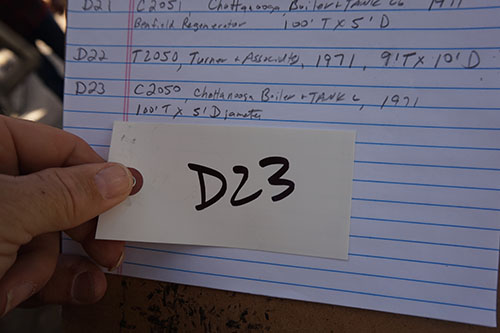 D21 C2051 Chattanooga Boiler + TANK Co 1971
Benfield Regenerator 100' T X 5' D
D22 T2050, Turner + Associates, 1971, 9'T X 10' D
D23 C2050, Chattanooga Boiler + TANK Co, 1971
100' T X 5' Diameter
D23